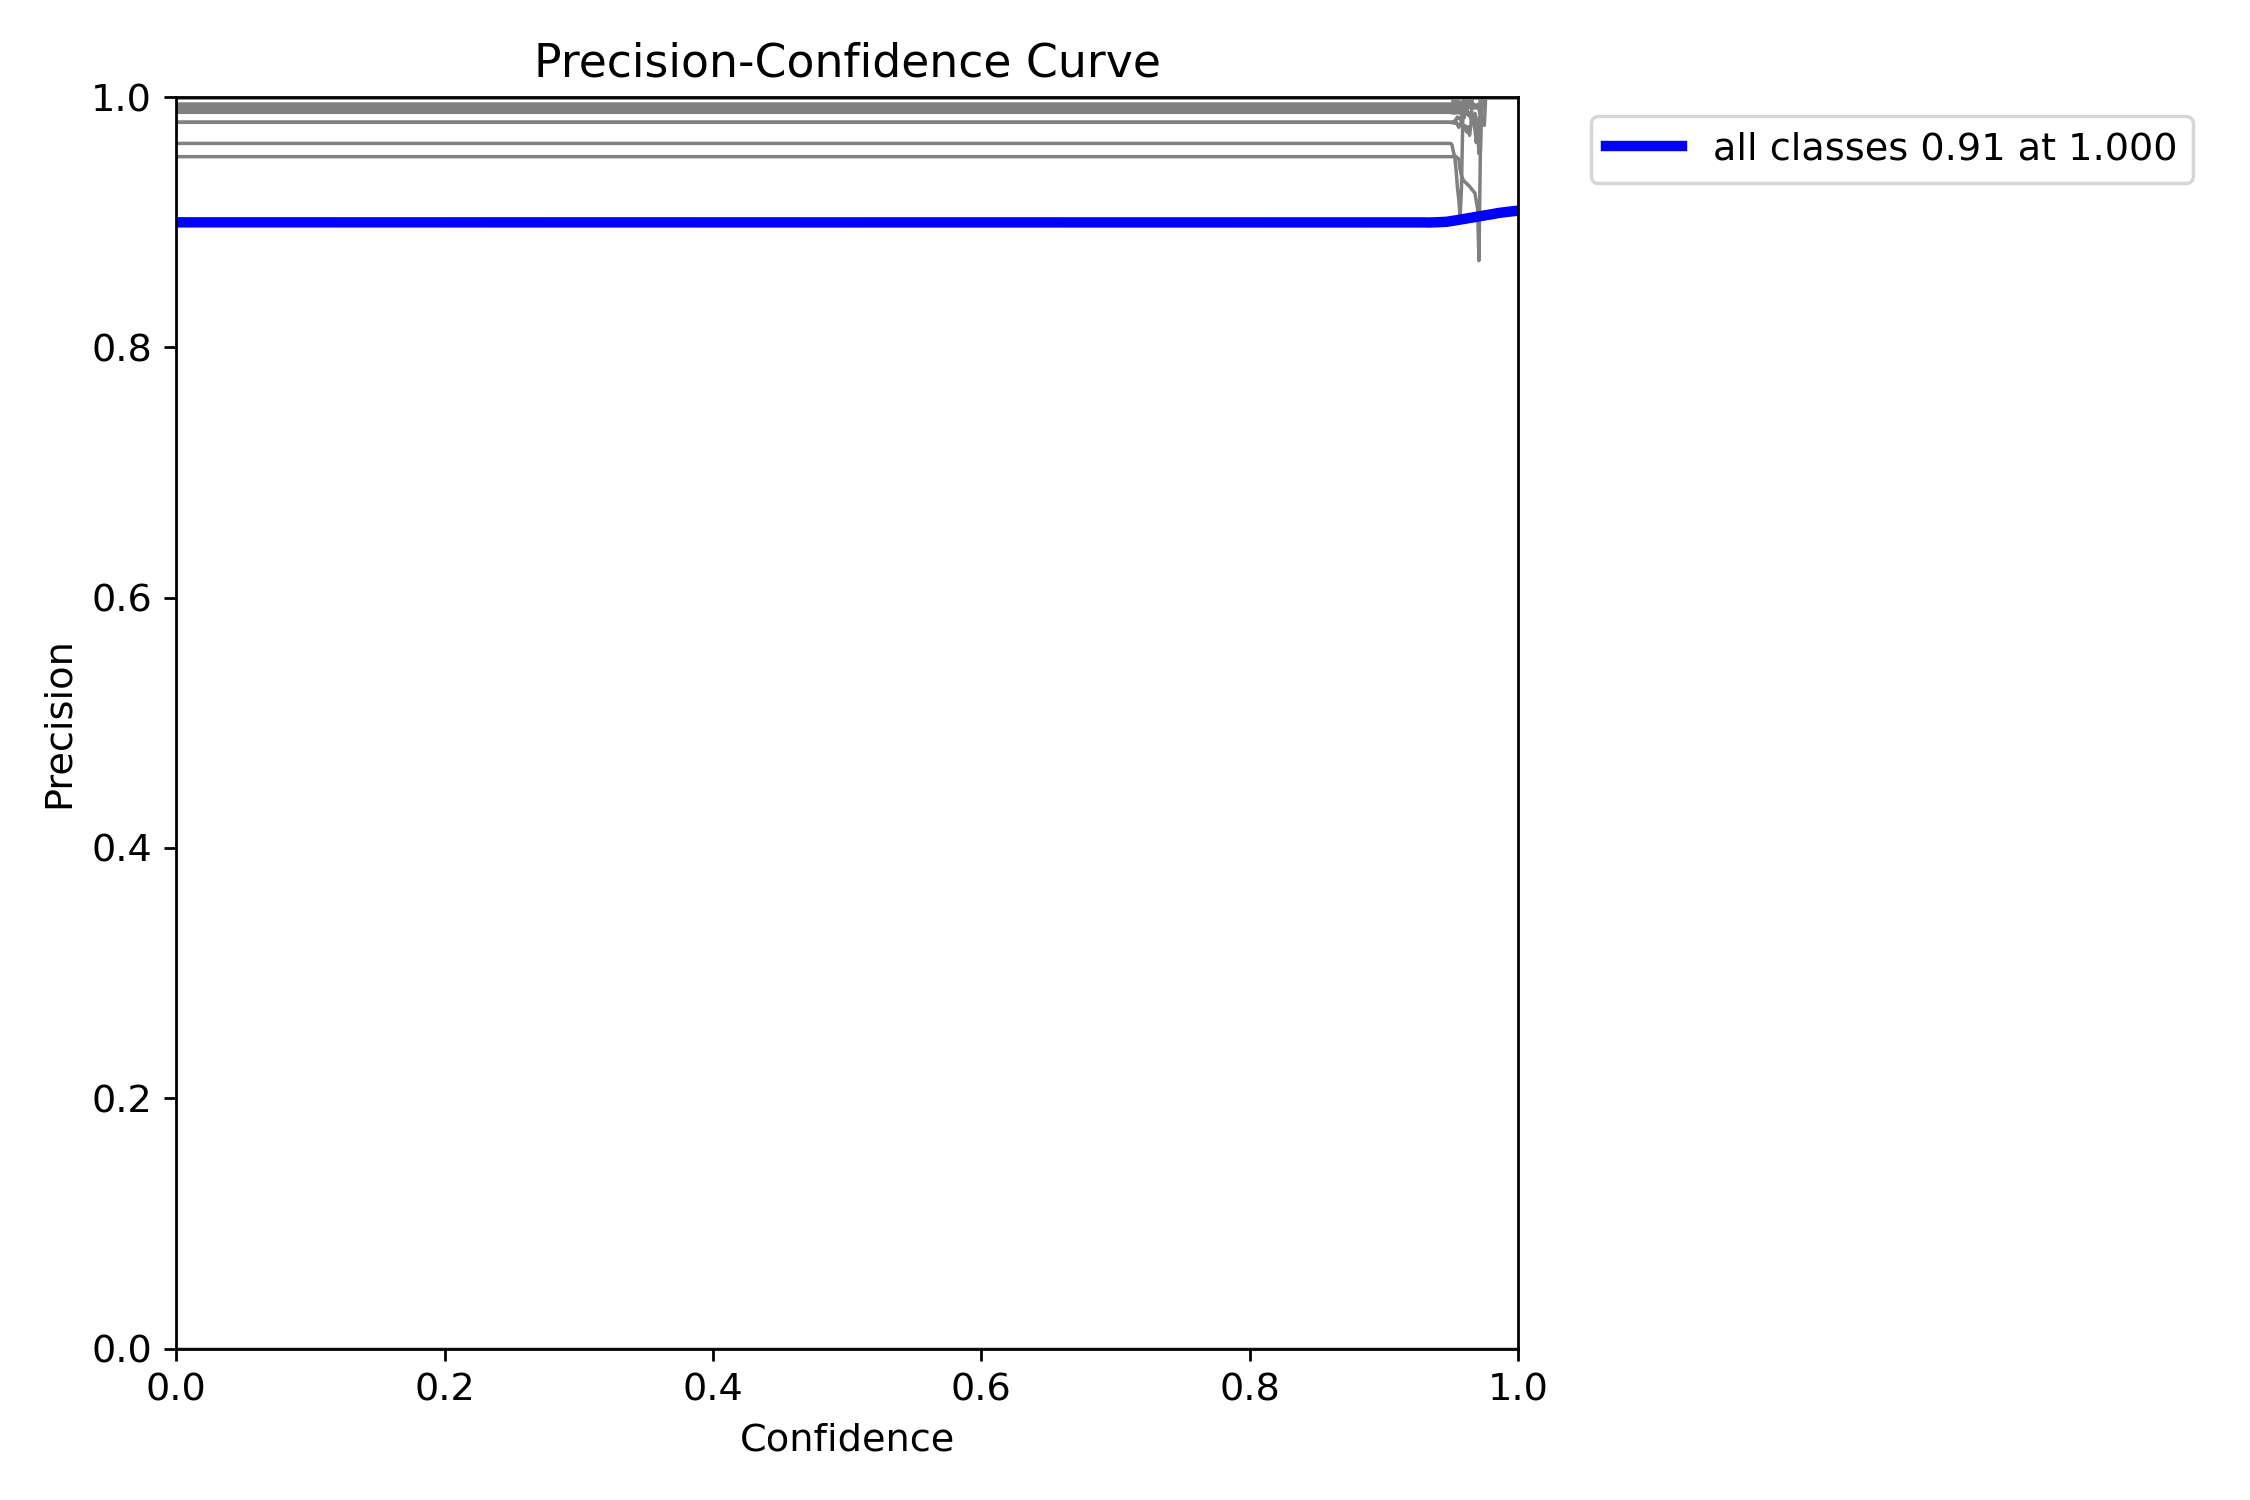 Precision-Confidence Curve
all classes 0.91 at 1.000
Precision
1.0
0.8
0.6
0.4
0.2
0.0
0.0 0.2 0.4 0.6 0.8 1.0
Confidence